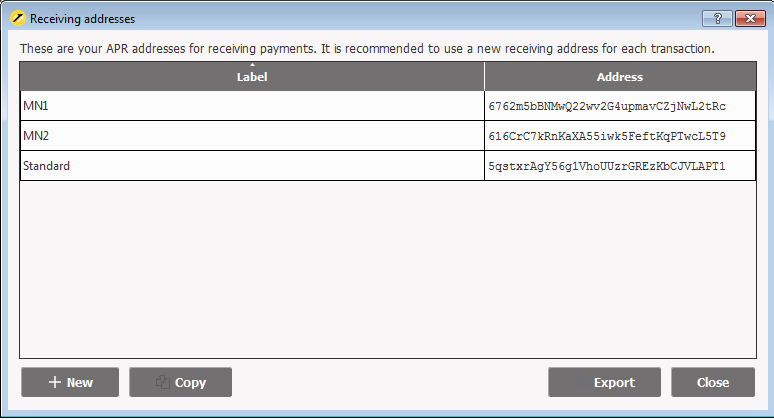 Receiving addresses
These are your APR addresses for receiving payments. It is recommended to use a new receiving address for each transaction.
Label Address
MN1 6762m5bBNMwQ22wv2G4upmavCZjNwL2tRc
MN2 616CrC7kRnKaXA55iwk5FeftKqPTwcL5T9
Standard 5qstxrAgY56g1VhoUUzrGREzKbCJVLAPT1
New Copy Export Close